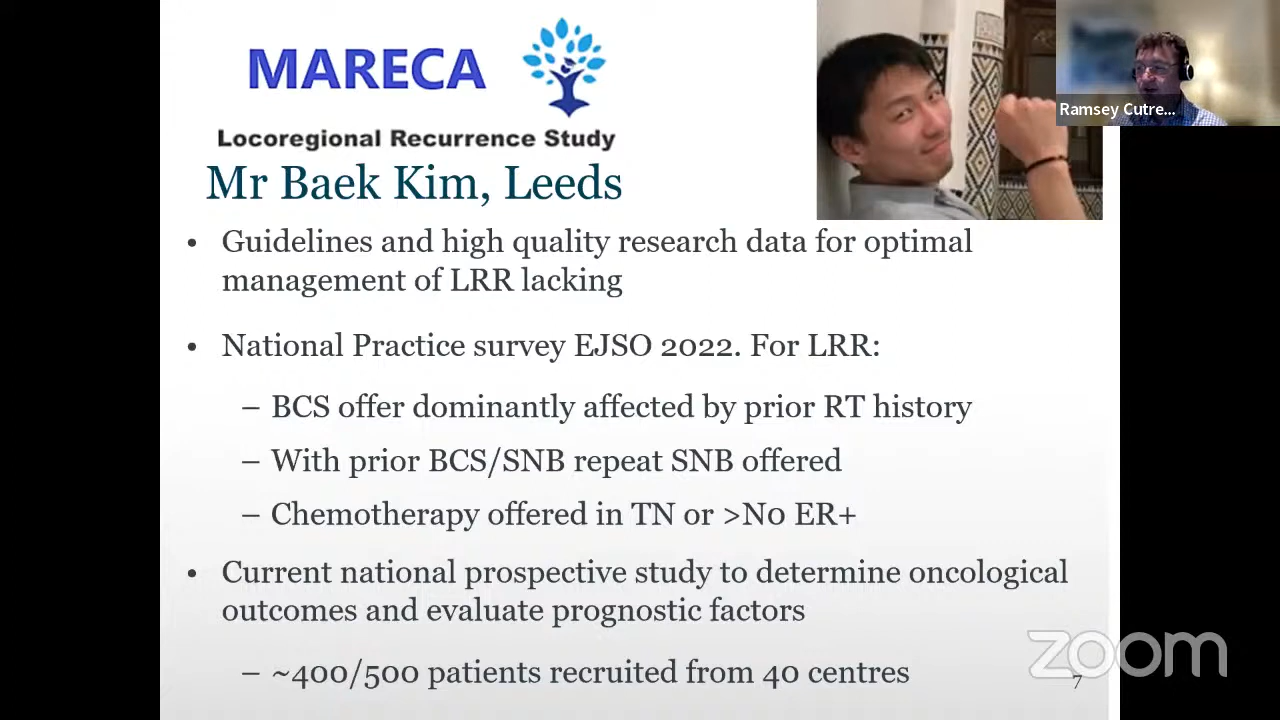 MARECA
Locoregional Recurrence Study
Mr Baek Kim, Leeds
Ramsey Cutre...
• Guidelines and high quality research data for optimal
management of LRR lacking
• National Practice survey EJSO 2022. For LRR:
– BCS offer dominantly affected by prior RT history
– With prior BCS/SNB repeat SNB offered
– Chemotherapy offered in TN or >N0 ER+
• Current national prospective study to determine oncological
outcomes and evaluate prognostic factors
– ~400/500 patients recruited from 40 centres
zoom
7